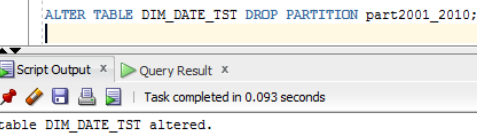 ALTER TABLE DIM_DATE_TST DROP PARTITION part2001_2010;
Script Output x Query Result x
Task completed in 0.093 seconds
table DIM_DATE_TST altered.